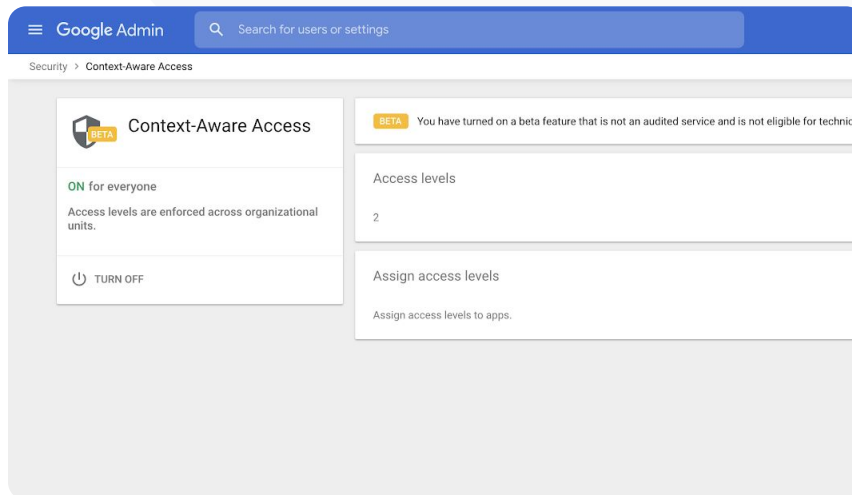 Google Admin
Search for users or settings
Security > Context-Aware Access
BETA
Context-Aware Access
ON for everyone
Access levels are enforced across organizational
units.
TURN OFF
BETA You have turned on a beta feature that is not an audited service and is not eligible for technic
Access levels
2
Assign access levels
Assign access levels to apps.